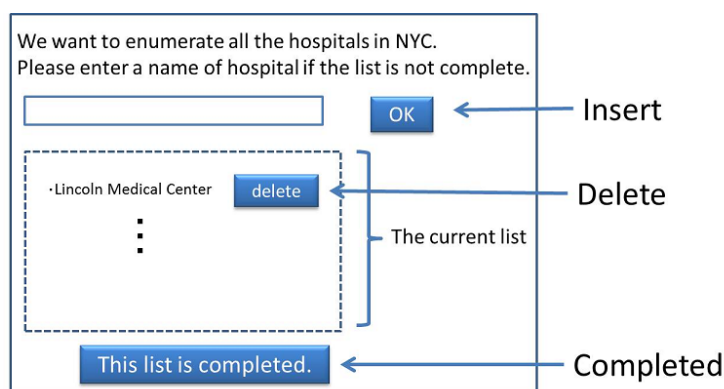 We want to enumerate all the hospitals in NYC.
Please enter a name of hospital if the list is not complete.
OK
Insert
·Lincoln Medical Center
delete
Delete
The current list
This list is completed.
Completed